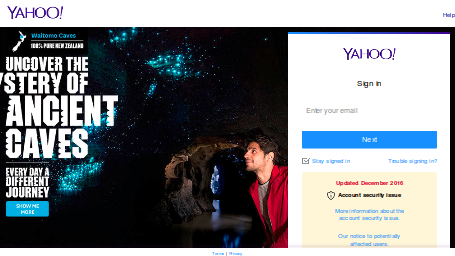 YAHOO!
Help
Waitomo Caves
100% PURE NEW ZEALAND
UNCOVER THE
MYSTERY OF
ANCIENT
CAVES
EVERY DAY A
DIFFERENT
JOURNEY
SHOW ME
MORE
YAHOO!
Sign in
Enter your email
Next
Stay signed in
Trouble signing in?
Updated December 2016
Account security issue
More information about the
account security issue.
Our notice to potentially
affected users.
Terms | Privacy